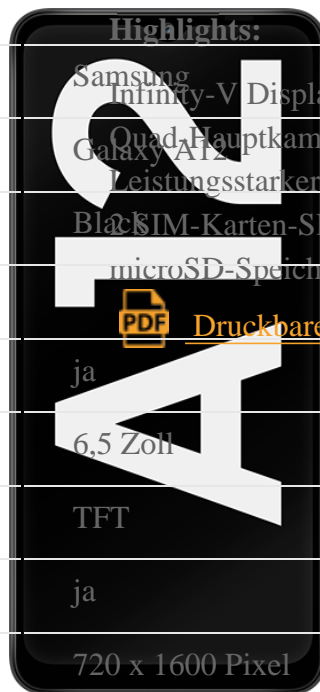 Highlights:
Samsung
Infinity-V
Quad-Hauptkam
Galaxy A12
Leistungsstarker
Black
2-SIM-Karten-Sl
microSD-Speich
PDF
Druckbare
ja
6,5 Zoll
TFT
ja
720 x 1600 Pixel
A12